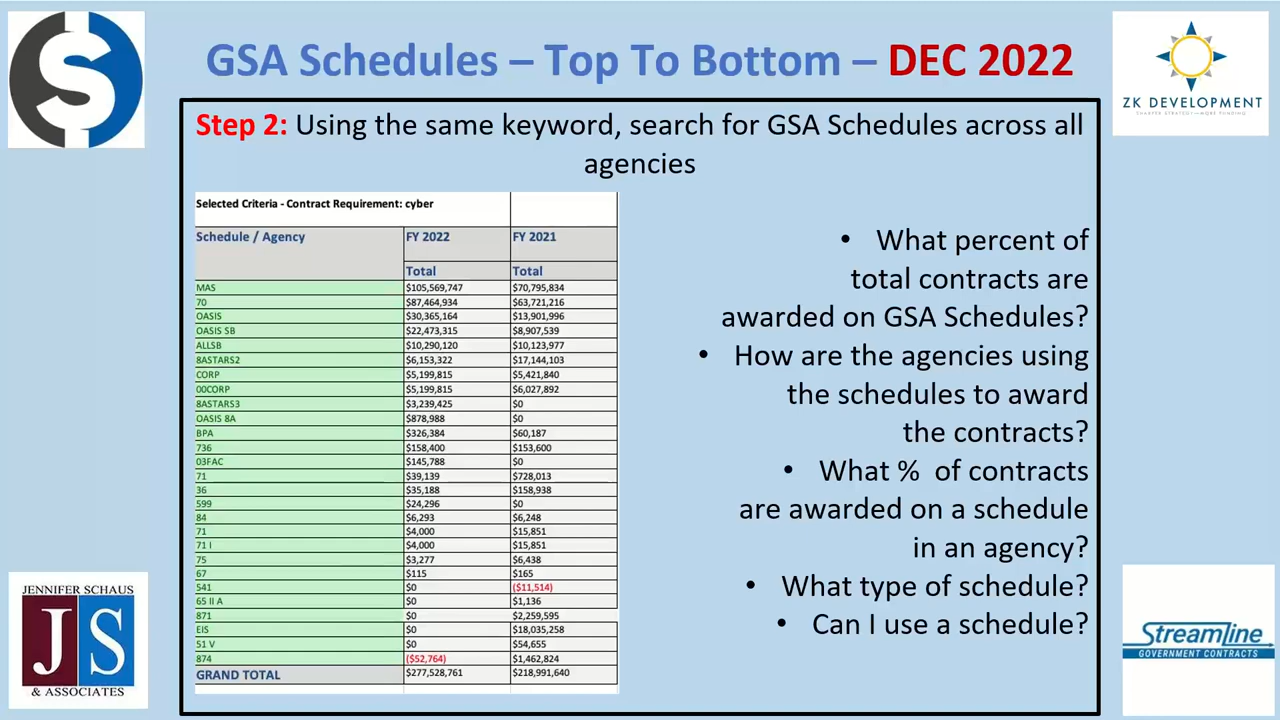 GSA Schedules – Top To Bottom – DEC 2022
ZK DEVELOPMENT
Step 2: Using the same keyword, search for GSA Schedules across all
agencies
Selected Criteria - Contract Requirement: cyber
Schedule / Agency FY 2022 FY 2021
Total Total
MAS $105,569,747 $70,795,834
70 $87,464,934 $63,721,216
OASIS $30,365,164 $13,901,996
OASIS SB $22,473,315 $8,907,539
ALLSB $10,290,120 $10,123,977
8ASTARS2 $6,153,322 $17,144,103
CORP $5,199,815 $5,421,840
00CORP $5,199,815 $6,027,892
8ASTARS3 $3,239,425 $0
OASIS 8A $878,988 $0
BPA $326,384 $60,187
736 $158,400 $153,600
03FAC $145,788 $0
71 $39,139 $728,013
36 $35,188 $158,938
599 $24,296 $0
84 $6,293 $6,248
71 $4,000 $15,851
71 I $4,000 $15,851
75 $3,277 $6,438
67 $115 $165
541 $0 ($11,514)
65 II A $0 $1,136
871 $0 $2,259,595
EIS $0 $18,035,258
51 V $0 $54,655
874 ($52,764) $1,462,824
GRAND TOTAL $277,528,761 $218,991,640
• What percent of
total contracts are
awarded on GSA Schedules?
• How are the agencies using
the schedules to award
the contracts?
• What % of contracts
are awarded on a schedule
in an agency?
• What type of schedule?
• Can I use a schedule?
JENNIFER SCHAUS
J S
& ASSOCIATES
Streamline
GOVERNMENT CONTRACTS